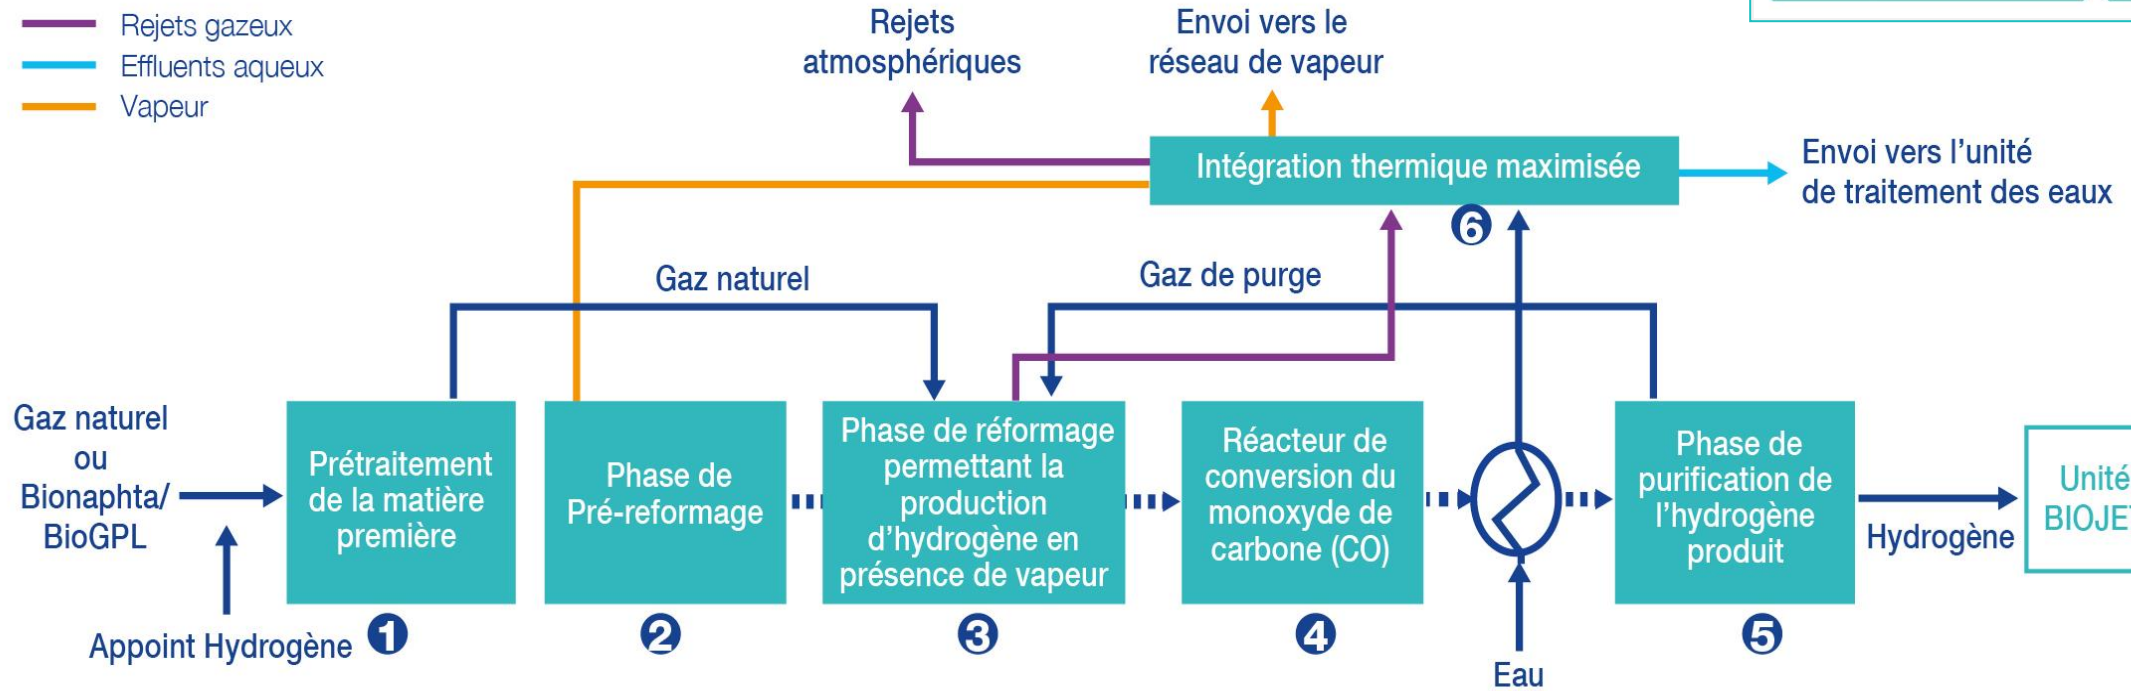 Rejets gazeux
Effluents aqueux
Vapeur
Rejets
atmosphériques
Envoi vers le
réseau de vapeur
Intégration thermique maximisée
6
Envoi vers l'unité
de traitement des eaux
Gaz naturel
Gaz de purge
Gaz naturel
ou
Bionaphta/
BioGPL
Appoint Hydrogène
Prétraitement
de la matière
première
1
Phase de
Pré-reformage
2
Phase de réformage
permettant la
production
d'hydrogène en
présence de vapeur
3
Réacteur de
conversion du
monoxyde de
carbone (CO)
4
Eau
Phase de
purification de
l'hydrogène
produit
5
Hydrogène
Unité
BIOJET